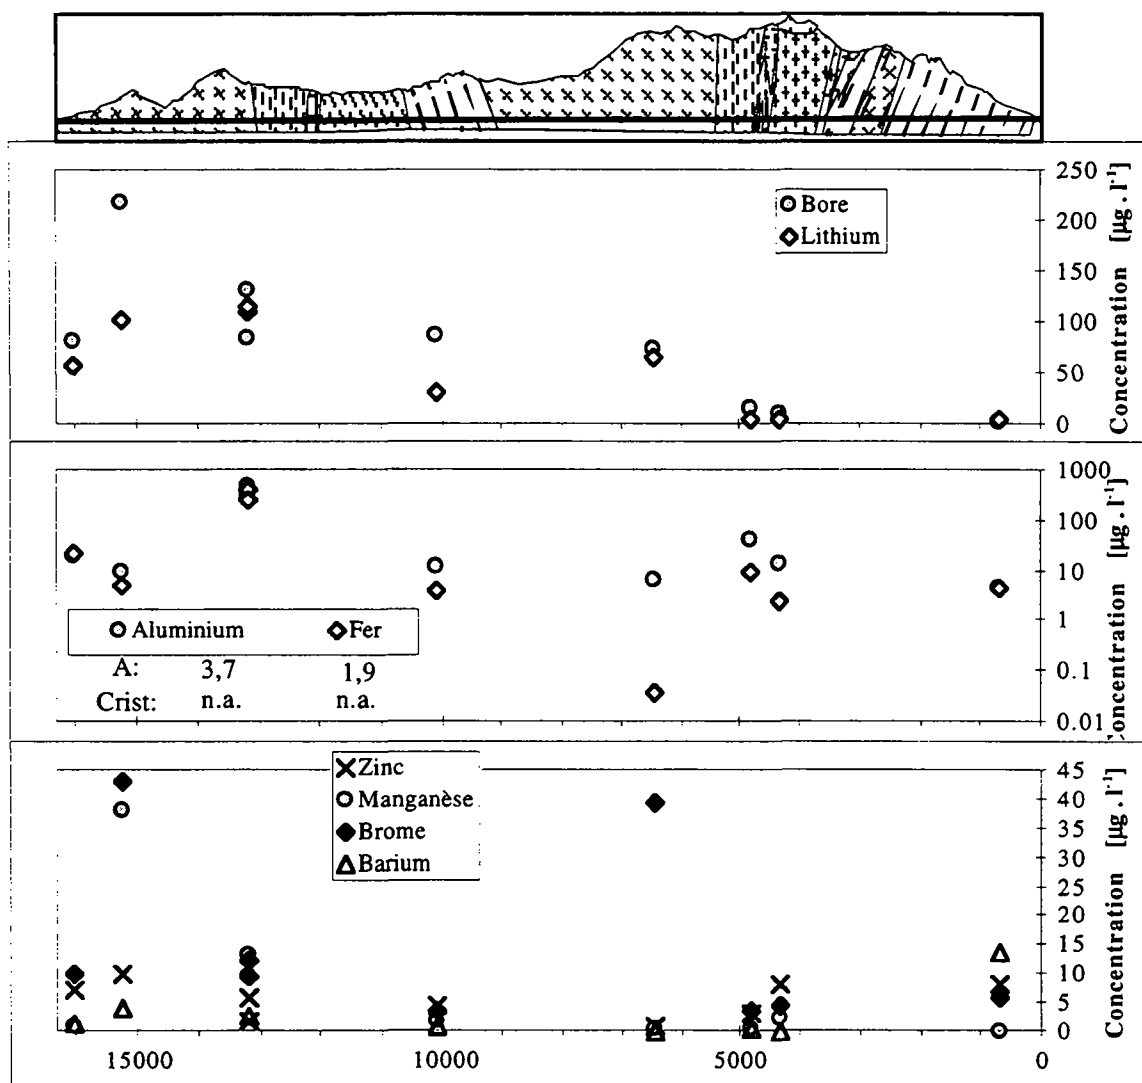 250
200
150
100
50
0
Concentration [µg . l⁻¹]
Bore
Lithium
1000
100
10
1
0.1
0.01
Concentration [µg . l⁻¹]
Aluminium Fer
A: 3,7 1,9
Crist: n.a. n.a.
45
40
35
30
25
20
15
10
5
0
Concentration [µg . l⁻¹]
Zinc
Manganèse
Brome
Barium
15000 10000 5000 0